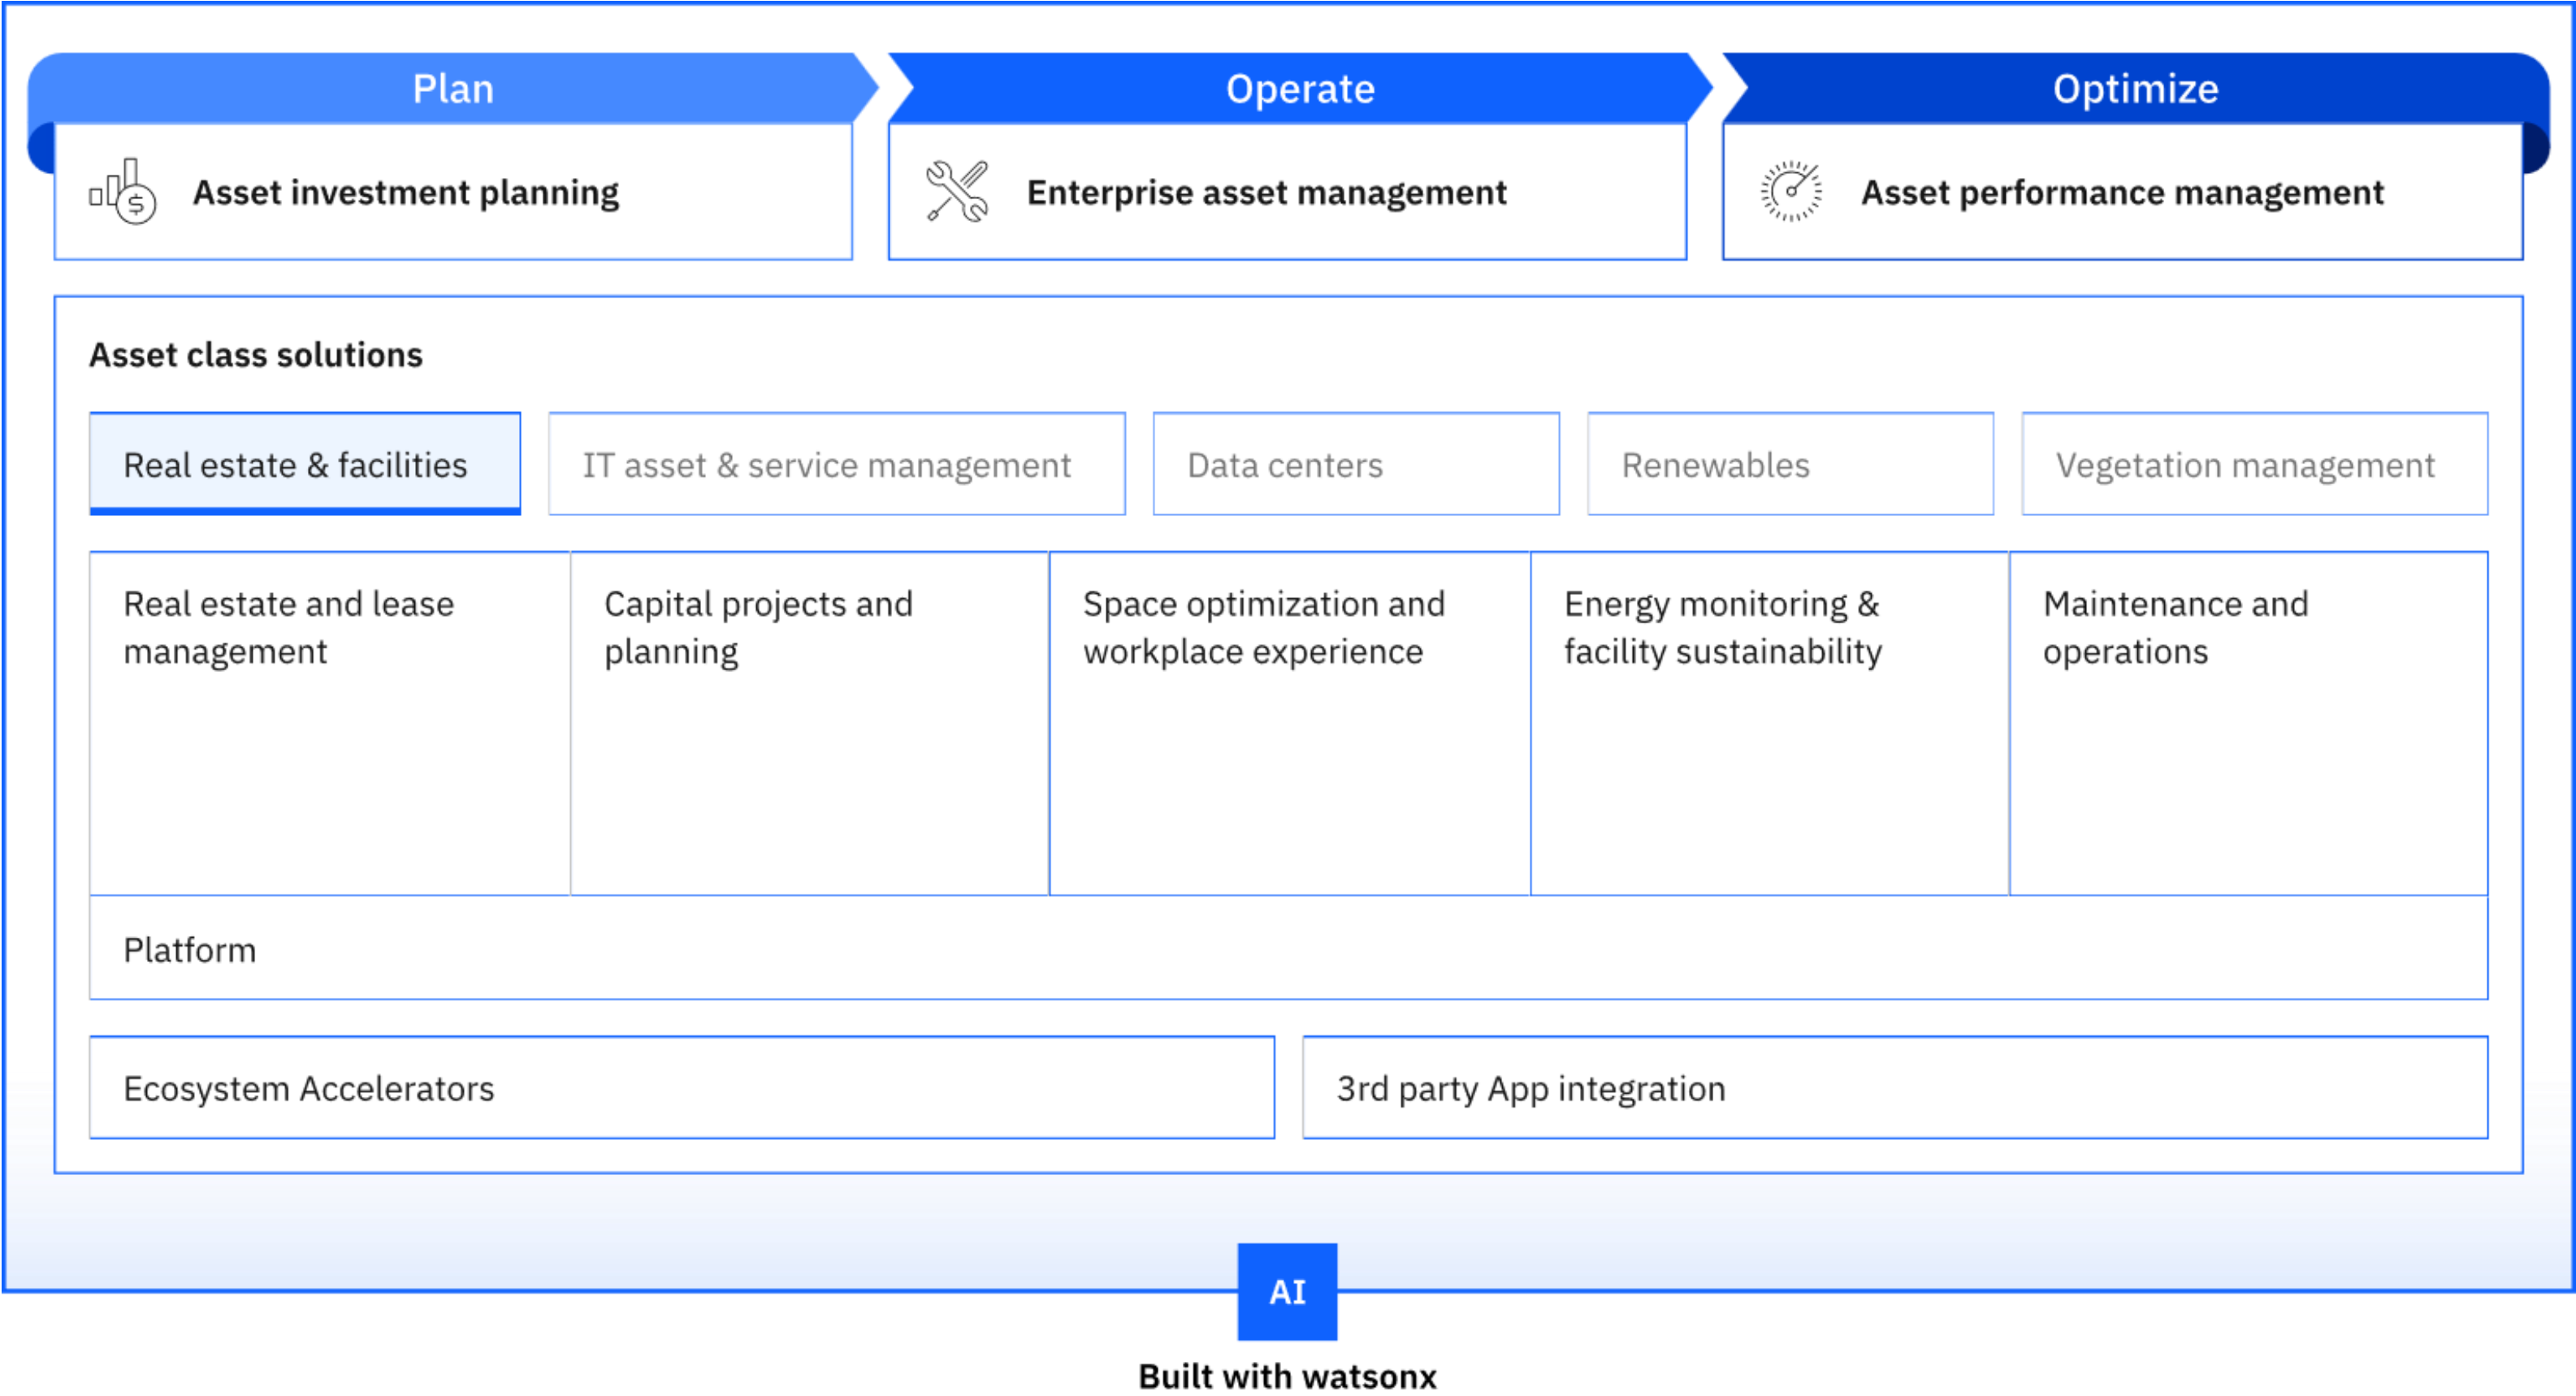 Plan
Operate
Optimize
$
Asset investment planning
Enterprise asset management
Asset performance management
Asset class solutions
Real estate & facilities
IT asset & service management
Data centers
Renewables
Vegetation management
Real estate and lease
management
Capital projects and
planning
Space optimization and
workplace experience
Energy monitoring &
facility sustainability
Maintenance and
operations
Platform
Ecosystem Accelerators
3rd party App integration
AI
Built with watsonx